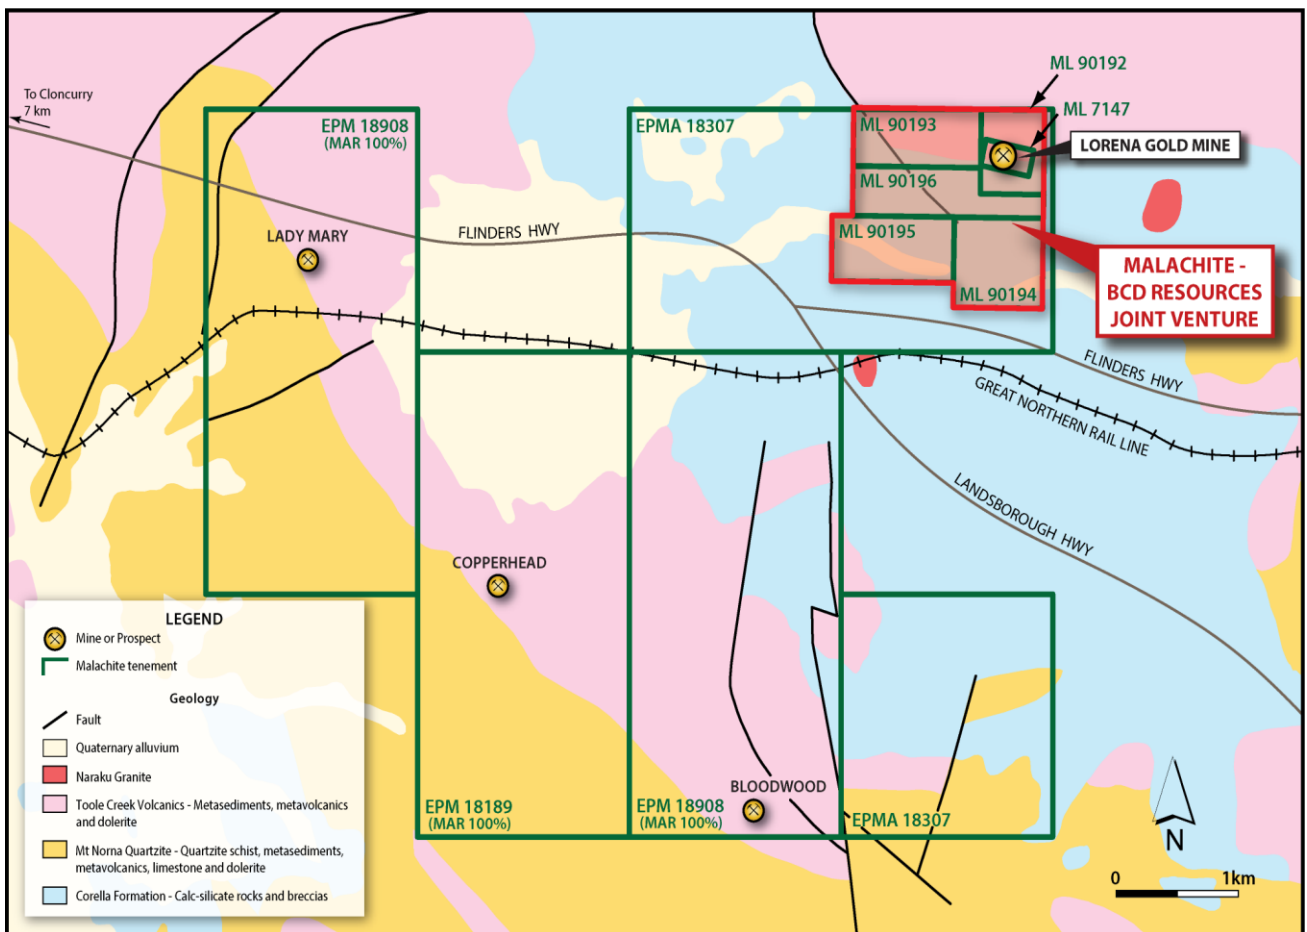 ML 90192
To Cloncurry
7 km
ML 7147
EPM 18908
(MAR 100%)
EPMA 18307
ML 90193
LORENA GOLD MINE
ML 90196
LADY MARY
FLINDERS HWY
ML 90195
MALACHITE -
BCD RESOURCES
JOINT VENTURE
ML 90194
FLINDERS HWY
GREAT NORTHERN RAIL LINE
LANDSBOROUGH HWY
COPPERHEAD
BLOODWOOD
EPM 18189
(MAR 100%)
EPM 18908
(MAR 100%)
EPMA 18307
N
0 1km
LEGEND
Mine or Prospect
Malachite tenement
Geology
Fault
Quaternary alluvium
Naraku Granite
Toole Creek Volcanics - Metasediments, metavolcanics
and dolerite
Mt Norna Quartzite - Quartzite schist, metasediments,
metavolcanics, limestone and dolerite
Corella Formation - Calc-silicate rocks and breccias